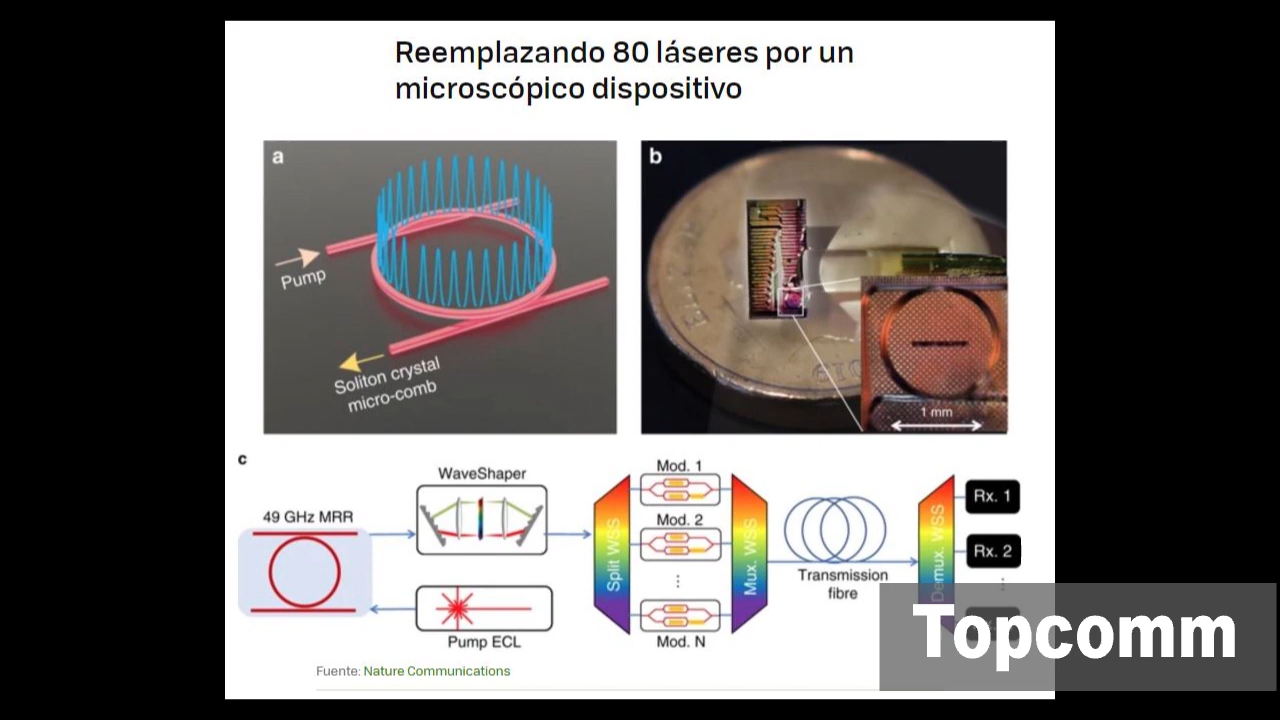 Reemplazando 80 láseres por un
microscópico dispositivo
a
Pump
Soliton crystal
micro-comb
b
1 mm
c
49 GHz MRR
WaveShaper
Pump ECL
Split WSS
Mod. 1
Mod. 2
Mod. N
Mux. WSS
Transmission
fibre
Demux. WSS
Rx. 1
Rx. 2
Topcomm
Fuente: Nature Communications